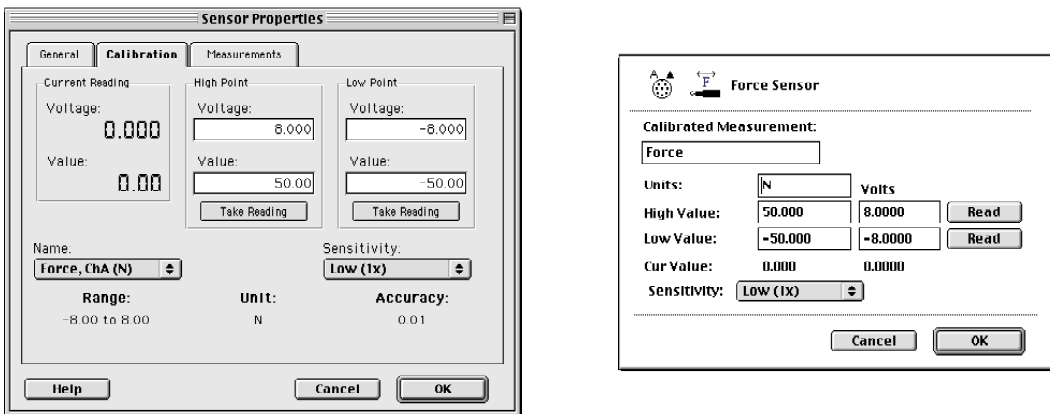 Sensor Properties
General Calibration Measurements
Current Reading
Voltage:
0.000
Value:
0.00
High Point
Voltage:
8.000
Value:
50.00
Take Reading
Low Point
Voltage:
-8.000
Value:
-50.00
Take Reading
Name:
Force, ChA (N)
Sensitivity:
Low (1x)
Range: Unit: Accuracy:
-8.00 to 8.00 N 0.01
Help Cancel OK
A
F
Force Sensor
Calibrated Measurement:
Force
Units: N Volts
High Value: 50.000 8.0000 Read
Low Value: -50.000 -8.0000 Read
Cur Value: 0.000 0.0000
Sensitivity: Low (1x)
Cancel OK